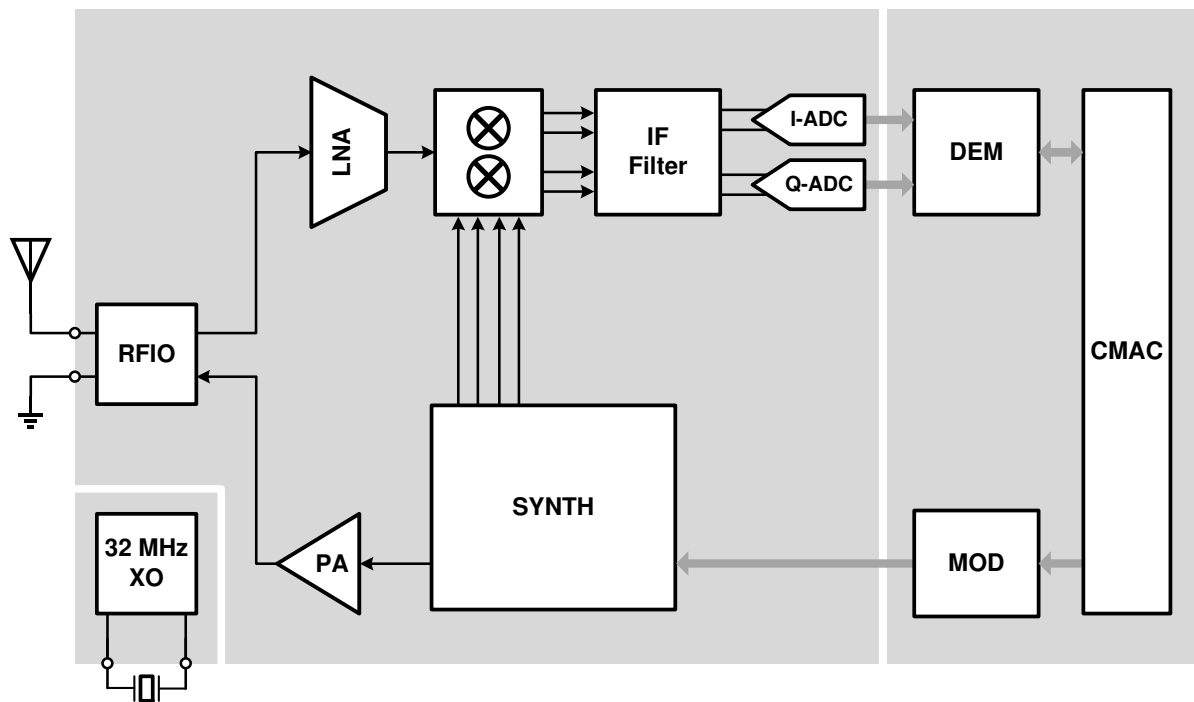 LNA
IF
Filter
I-ADC
Q-ADC
DEM
RFIO
CMAC
SYNTH
32 MHz
XO
PA
MOD